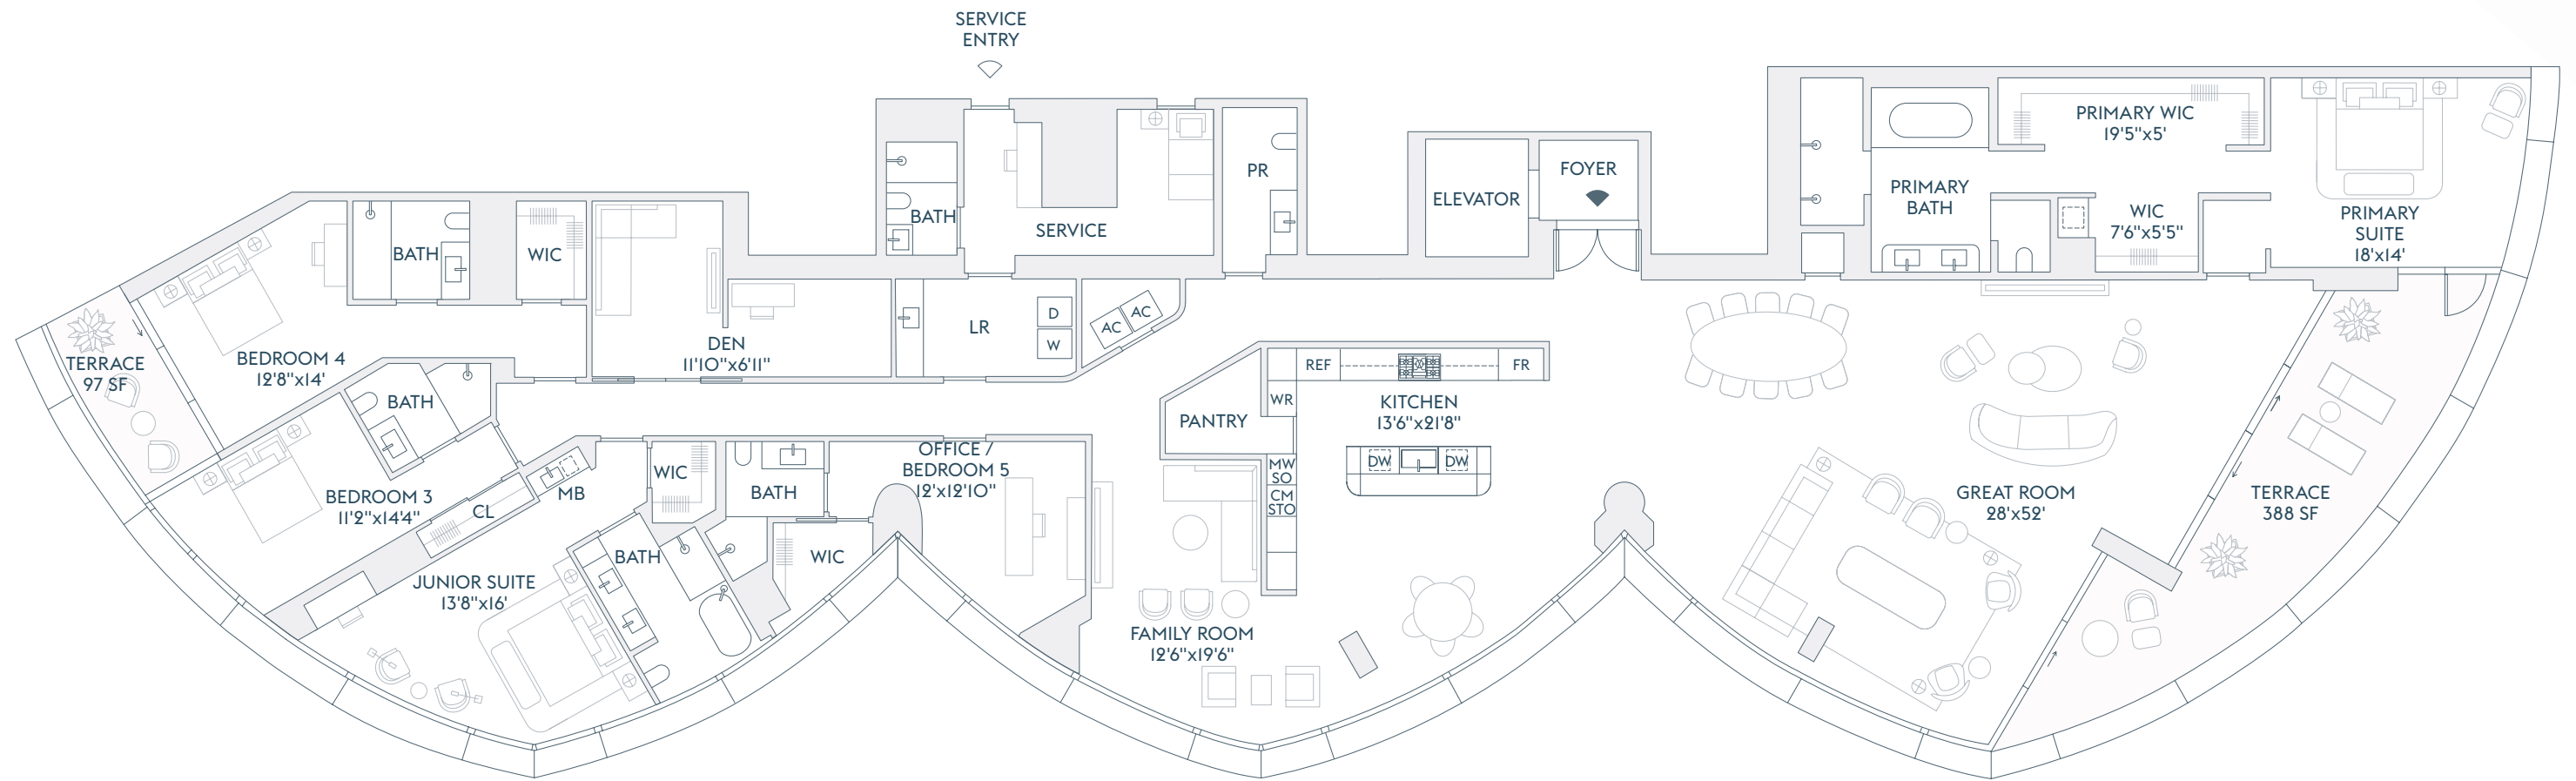 SERVICE
ENTRY
PRIMARY WIC
19'5"x5'
PR
FOYER
ELEVATOR
PRIMARY
BATH
WIC
7'6"x5'5"
PRIMARY
SUITE
18'x14'
BATH
SERVICE
BATH
WIC
D
W
LR
AC
AC
DEN
11'10"x6'11"
BEDROOM 4
12'8"x14'
TERRACE
97 SF
BATH
REF
FR
WR
PANTRY
KITCHEN
13'6"x21'8"
DW
DW
MW
SO
CM
STO
OFFICE /
BEDROOM 5
12'x12'10"
WIC
BATH
MB
BEDROOM 3
11'2"x14'4"
CL
GREAT ROOM
28'x52'
TERRACE
388 SF
BATH
WIC
JUNIOR SUITE
13'8"x16'
FAMILY ROOM
12'6"x19'6"